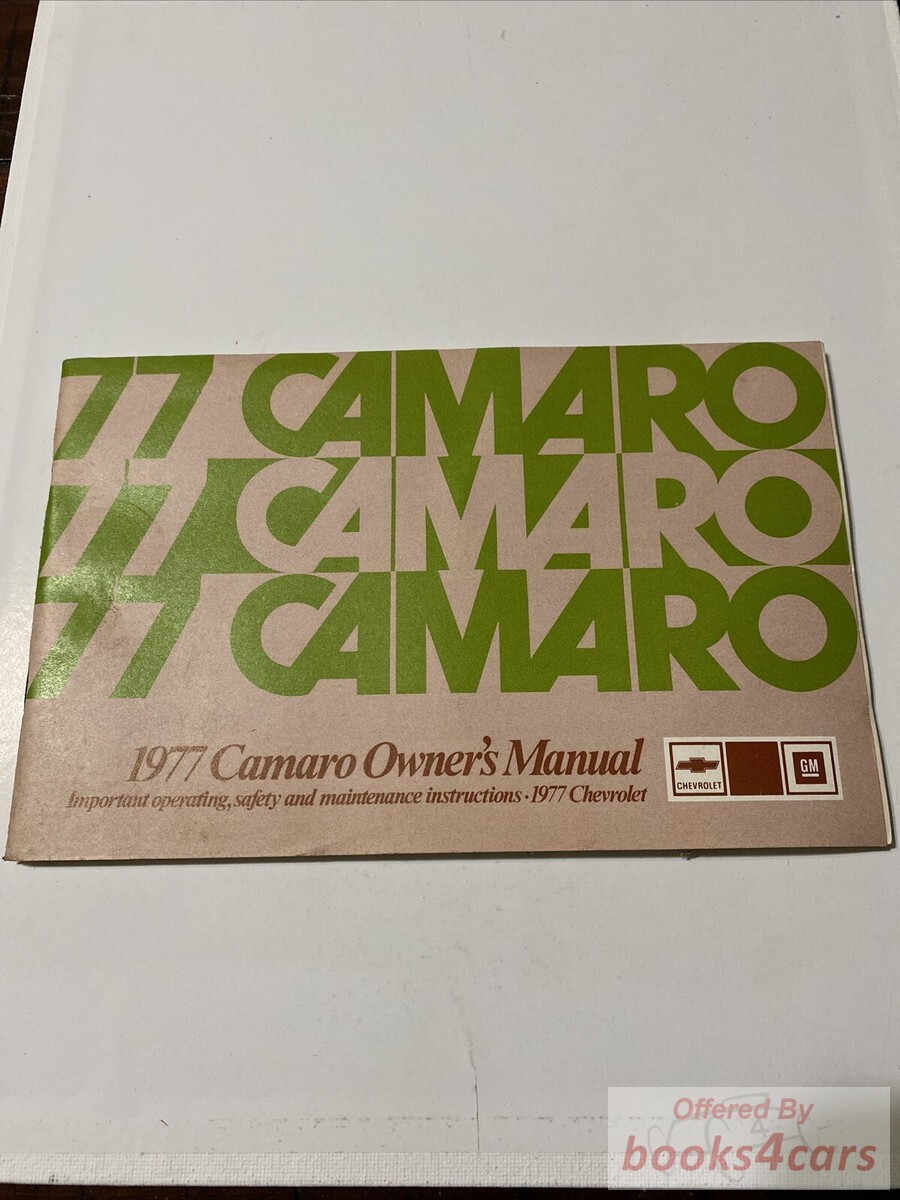 77 CAMARO
77 CAMARO
77 CAMARO
1977 Camaro Owner's Manual
Important operating, safety and maintenance instructions · 1977 Chevrolet
CHEVROLET
GM
Offered By
books4cars